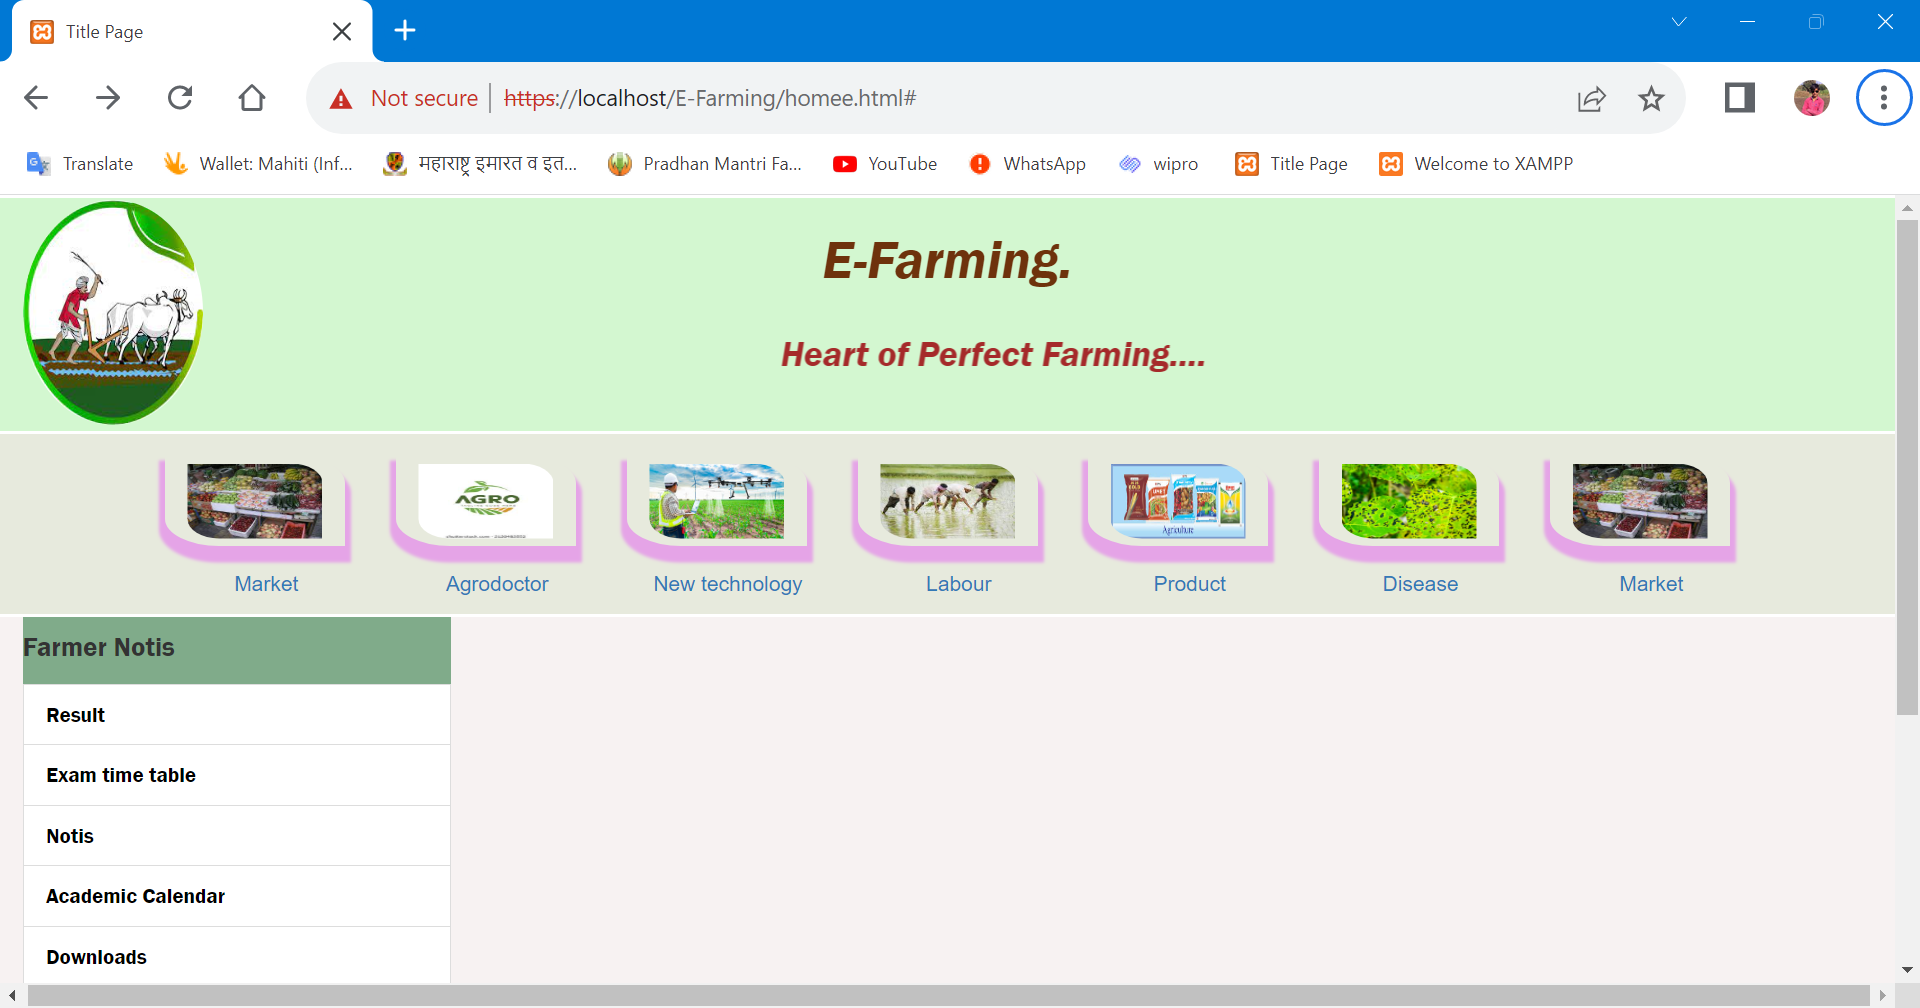 Title Page
Not secure https://localhost/E-Farming/homee.html#
Translate Wallet: Mahiti (Inf... महाराष्ट्र इमारत व इत... Pradhan Mantri Fa... YouTube WhatsApp wipro Title Page Welcome to XAMPP
E-Farming.
Heart of Perfect Farming....
AGRO
Agriculture
Market Agrodoctor New technology Labour Product Disease Market
Farmer Notis
Result
Exam time table
Notis
Academic Calendar
Downloads